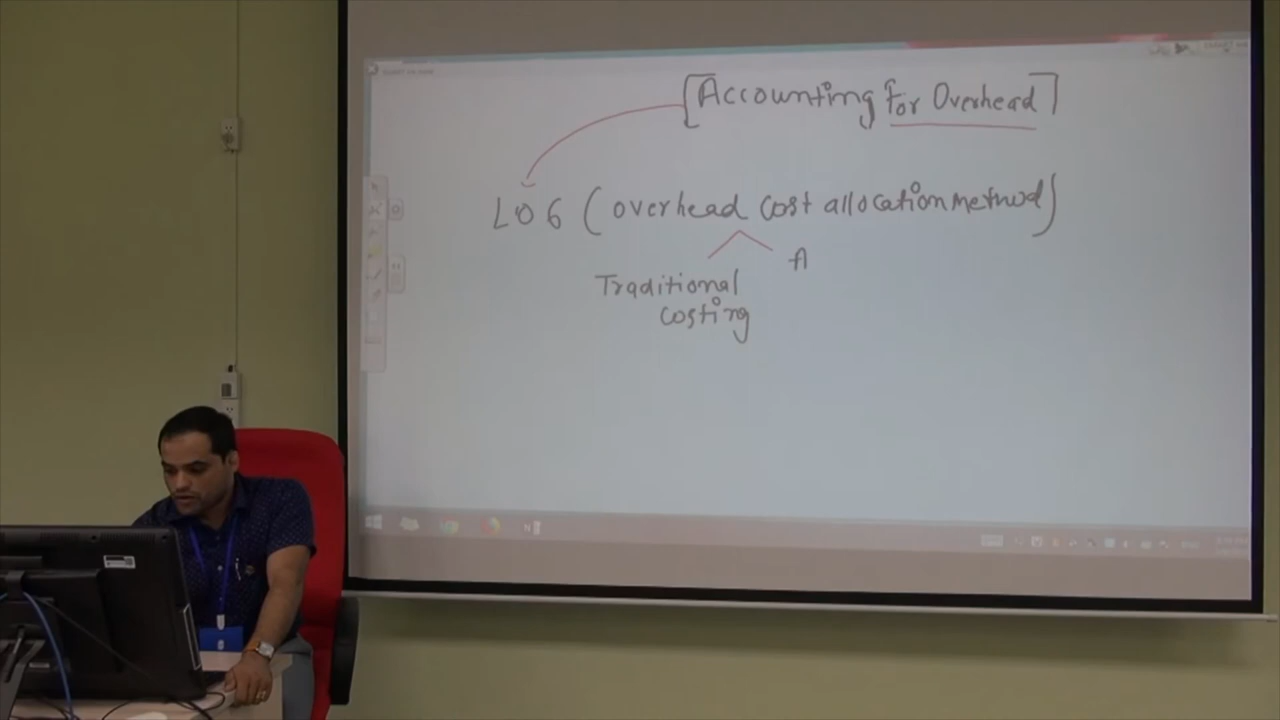 [Accounting for Overhead]
LO6 (overhead cost allocation method)
Traditional
costing
A